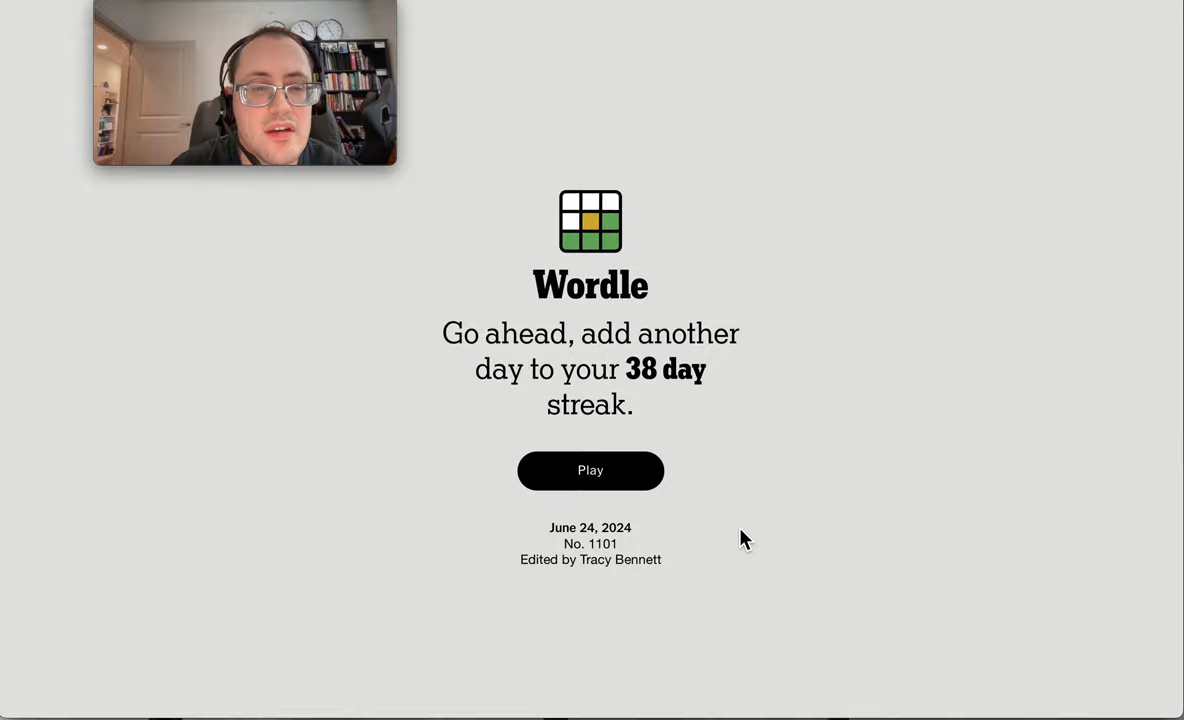 Wordle
Go ahead, add another
day to your 38 day
streak.
Play
June 24, 2024
No. 1101
Edited by Tracy Bennett